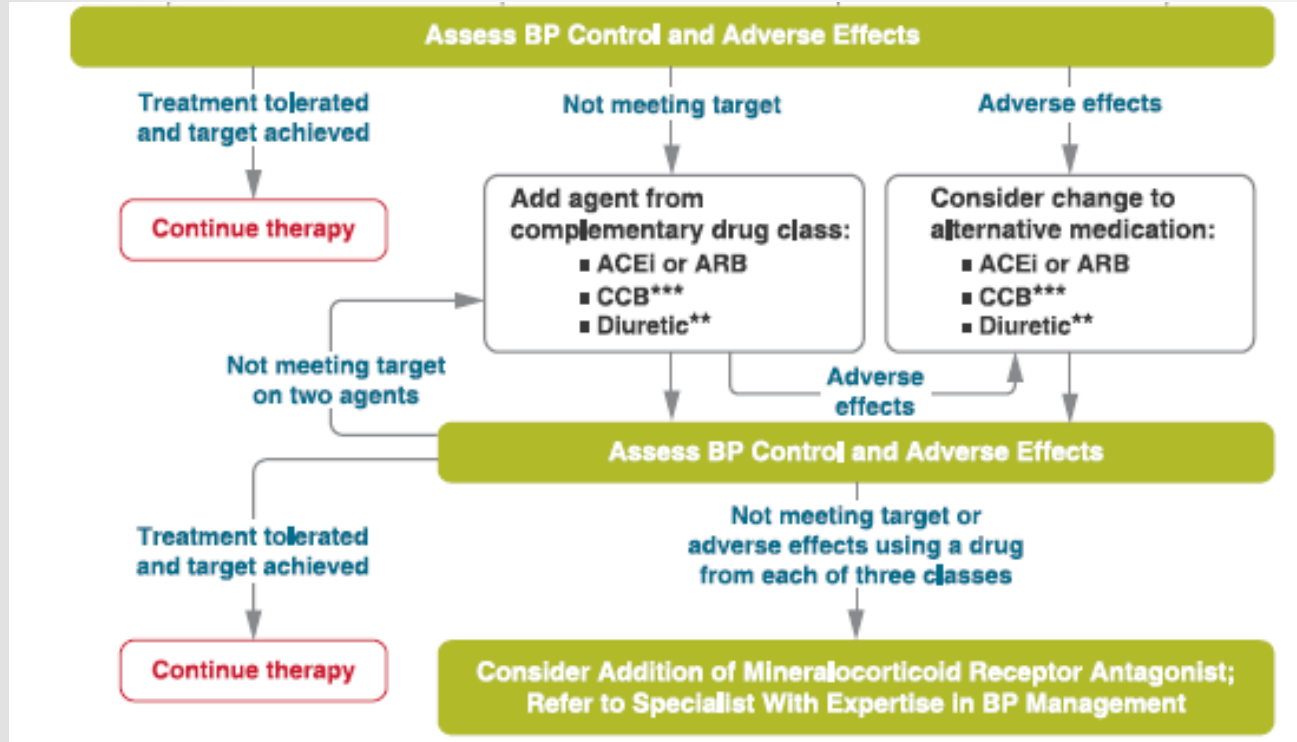 Assess BP Control and Adverse Effects
Treatment tolerated
and target achieved
Not meeting target
Adverse effects
Continue therapy
Add agent from
complementary drug class:
▪ ACEi or ARB
▪ CCB***
▪ Diuretic**
Consider change to
alternative medication:
▪ ACEi or ARB
▪ CCB***
▪ Diuretic**
Not meeting target
on two agents
Adverse
effects
Assess BP Control and Adverse Effects
Treatment tolerated
and target achieved
Not meeting target or
adverse effects using a drug
from each of three classes
Continue therapy
Consider Addition of Mineralocorticoid Receptor Antagonist;
Refer to Specialist With Expertise in BP Management